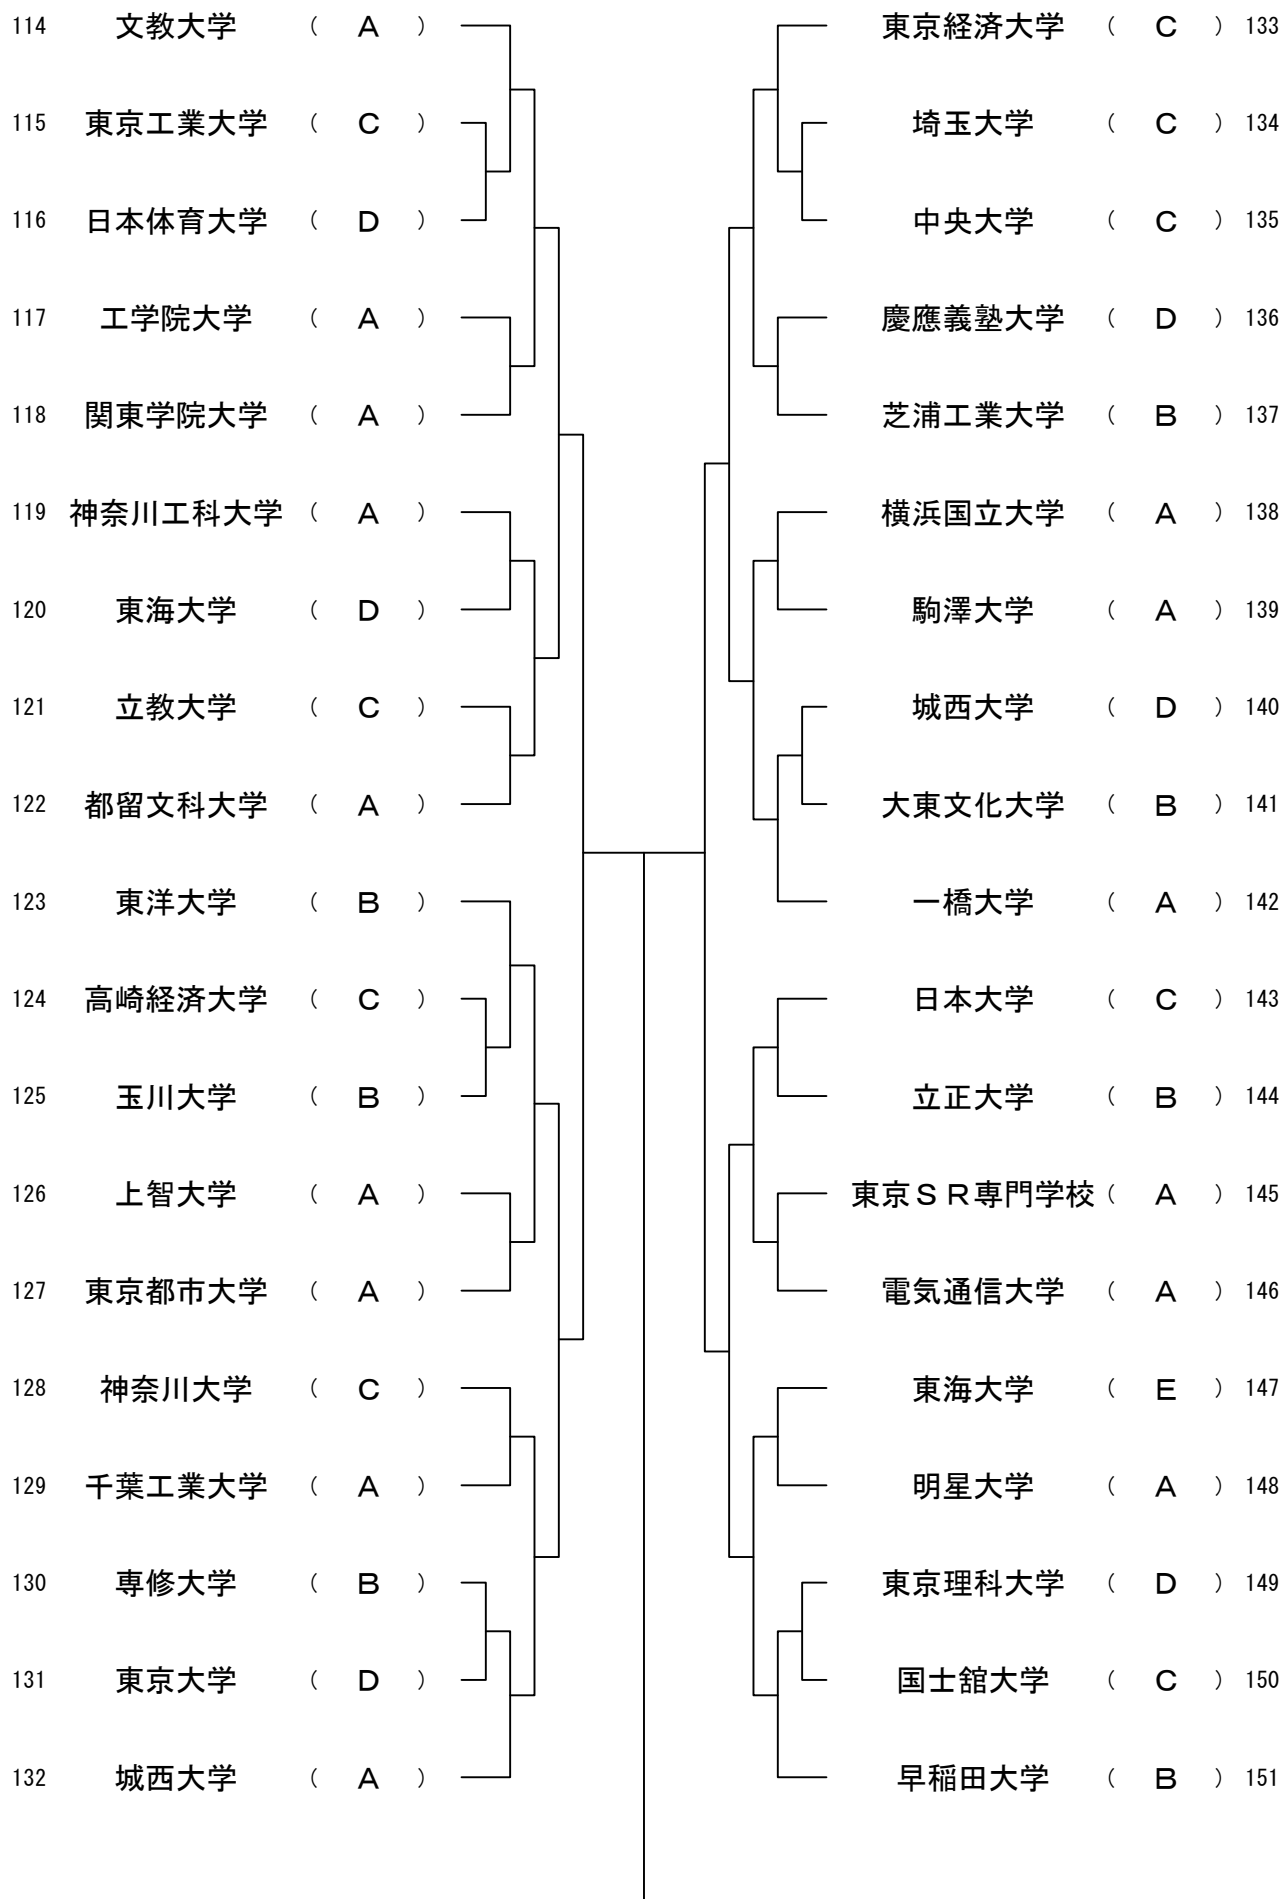 114 文教大学 ( A ) 東京経済大学 ( C ) 133
115 東京工業大学 ( C ) 埼玉大学 ( C ) 134
116 日本体育大学 ( D ) 中央大学 ( C ) 135
117 工学院大学 ( A ) 慶應義塾大学 ( D ) 136
118 関東学院大学 ( A ) 芝浦工業大学 ( B ) 137
119 神奈川工科大学 ( A ) 横浜国立大学 ( A ) 138
120 東海大学 ( D ) 駒澤大学 ( A ) 139
121 立教大学 ( C ) 城西大学 ( D ) 140
122 都留文科大学 ( A ) 大東文化大学 ( B ) 141
123 東洋大学 ( B ) 一橋大学 ( A ) 142
124 高崎経済大学 ( C ) 日本大学 ( C ) 143
125 玉川大学 ( B ) 立正大学 ( B ) 144
126 上智大学 ( A ) 東京SR専門学校 ( A ) 145
127 東京都市大学 ( A ) 電気通信大学 ( A ) 146
128 神奈川大学 ( C ) 東海大学 ( E ) 147
129 千葉工業大学 ( A ) 明星大学 ( A ) 148
130 専修大学 ( B ) 東京理科大学 ( D ) 149
131 東京大学 ( D ) 国士舘大学 ( C ) 150
132 城西大学 ( A ) 早稲田大学 ( B ) 151